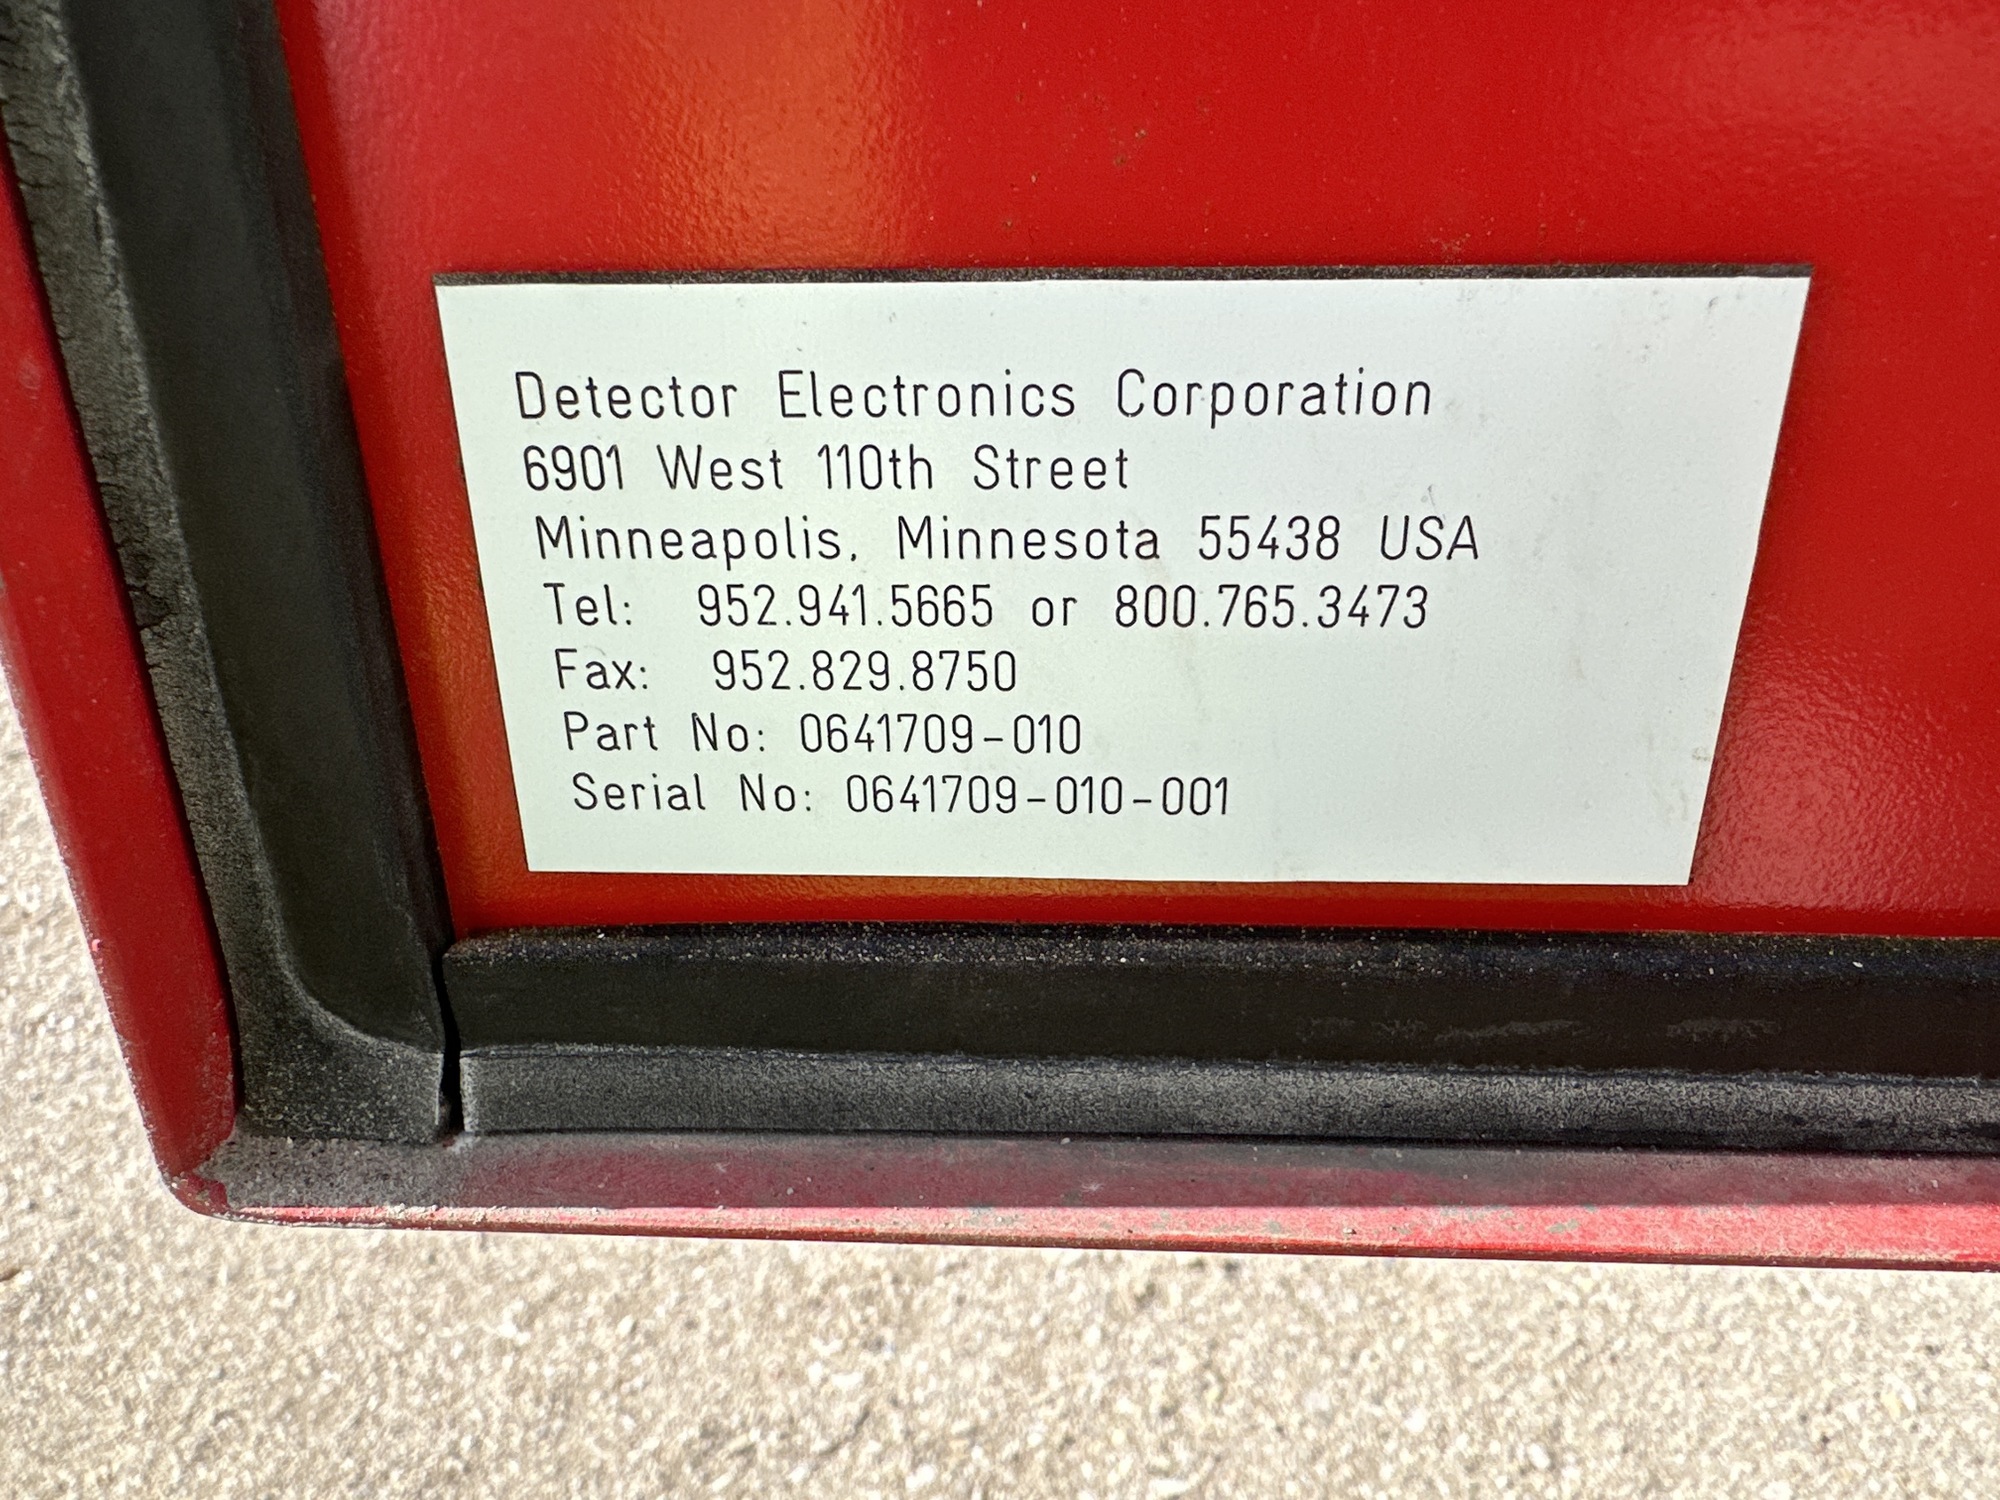 Detector Electronics Corporation
6901 West 110th Street
Minneapolis, Minnesota 55438 USA
Tel: 952.941.5665 or 800.765.3473
Fax: 952.829.8750
Part No: 0641709-010
Serial No: 0641709-010-001